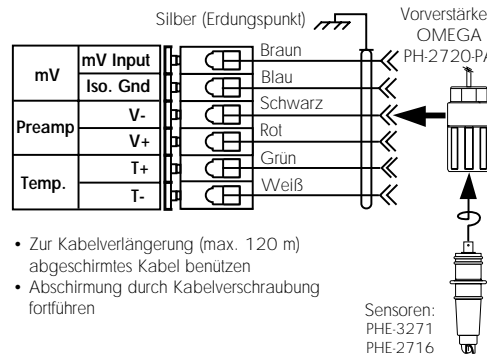 Silber (Erdungspunkt)
Vorverstärker
OMEGA
PH-2720-PA
mV
mV Input
Braun
Iso. Gnd
Blau
Preamp
V-
Schwarz
V+
Rot
Temp.
T+
Grün
T-
Weiß
• Zur Kabelverlängerung (max. 120 m)
abgeschirmtes Kabel benützen
• Abschirmung durch Kabelverschraubung
fortführen
Sensoren:
PHE-3271
PHE-2716